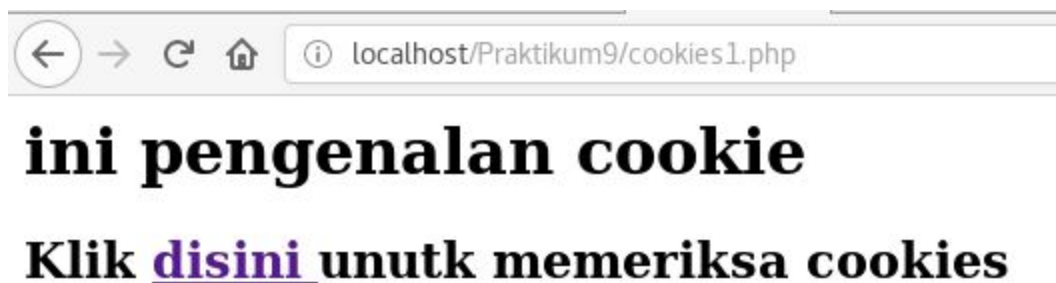 localhost/Praktikum9/cookies1.php
ini pengenalan cookie
Klik disini unutk memeriksa cookies